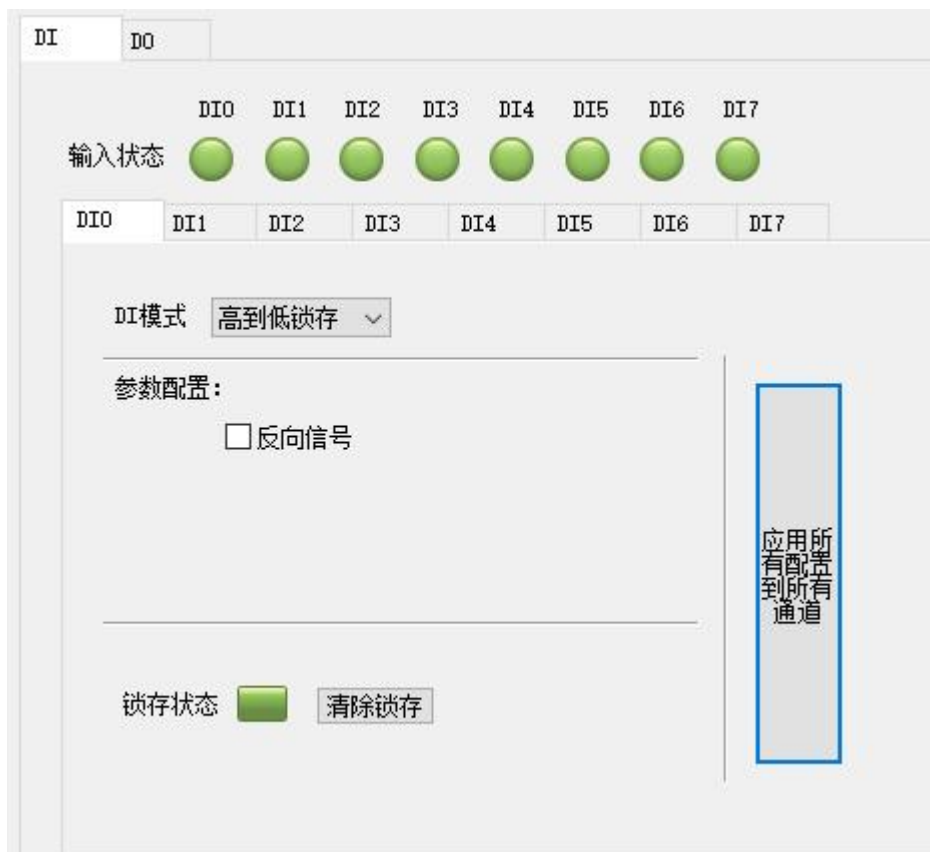 DI DO
DI0 DI1 DI2 DI3 DI4 DI5 DI6 DI7
输入状态
DI0 DI1 DI2 DI3 DI4 DI5 DI6 DI7
DI模式 高到低锁存
参数配置:
反向信号
应用所
有配置
到所有
通道
锁存状态 清除锁存